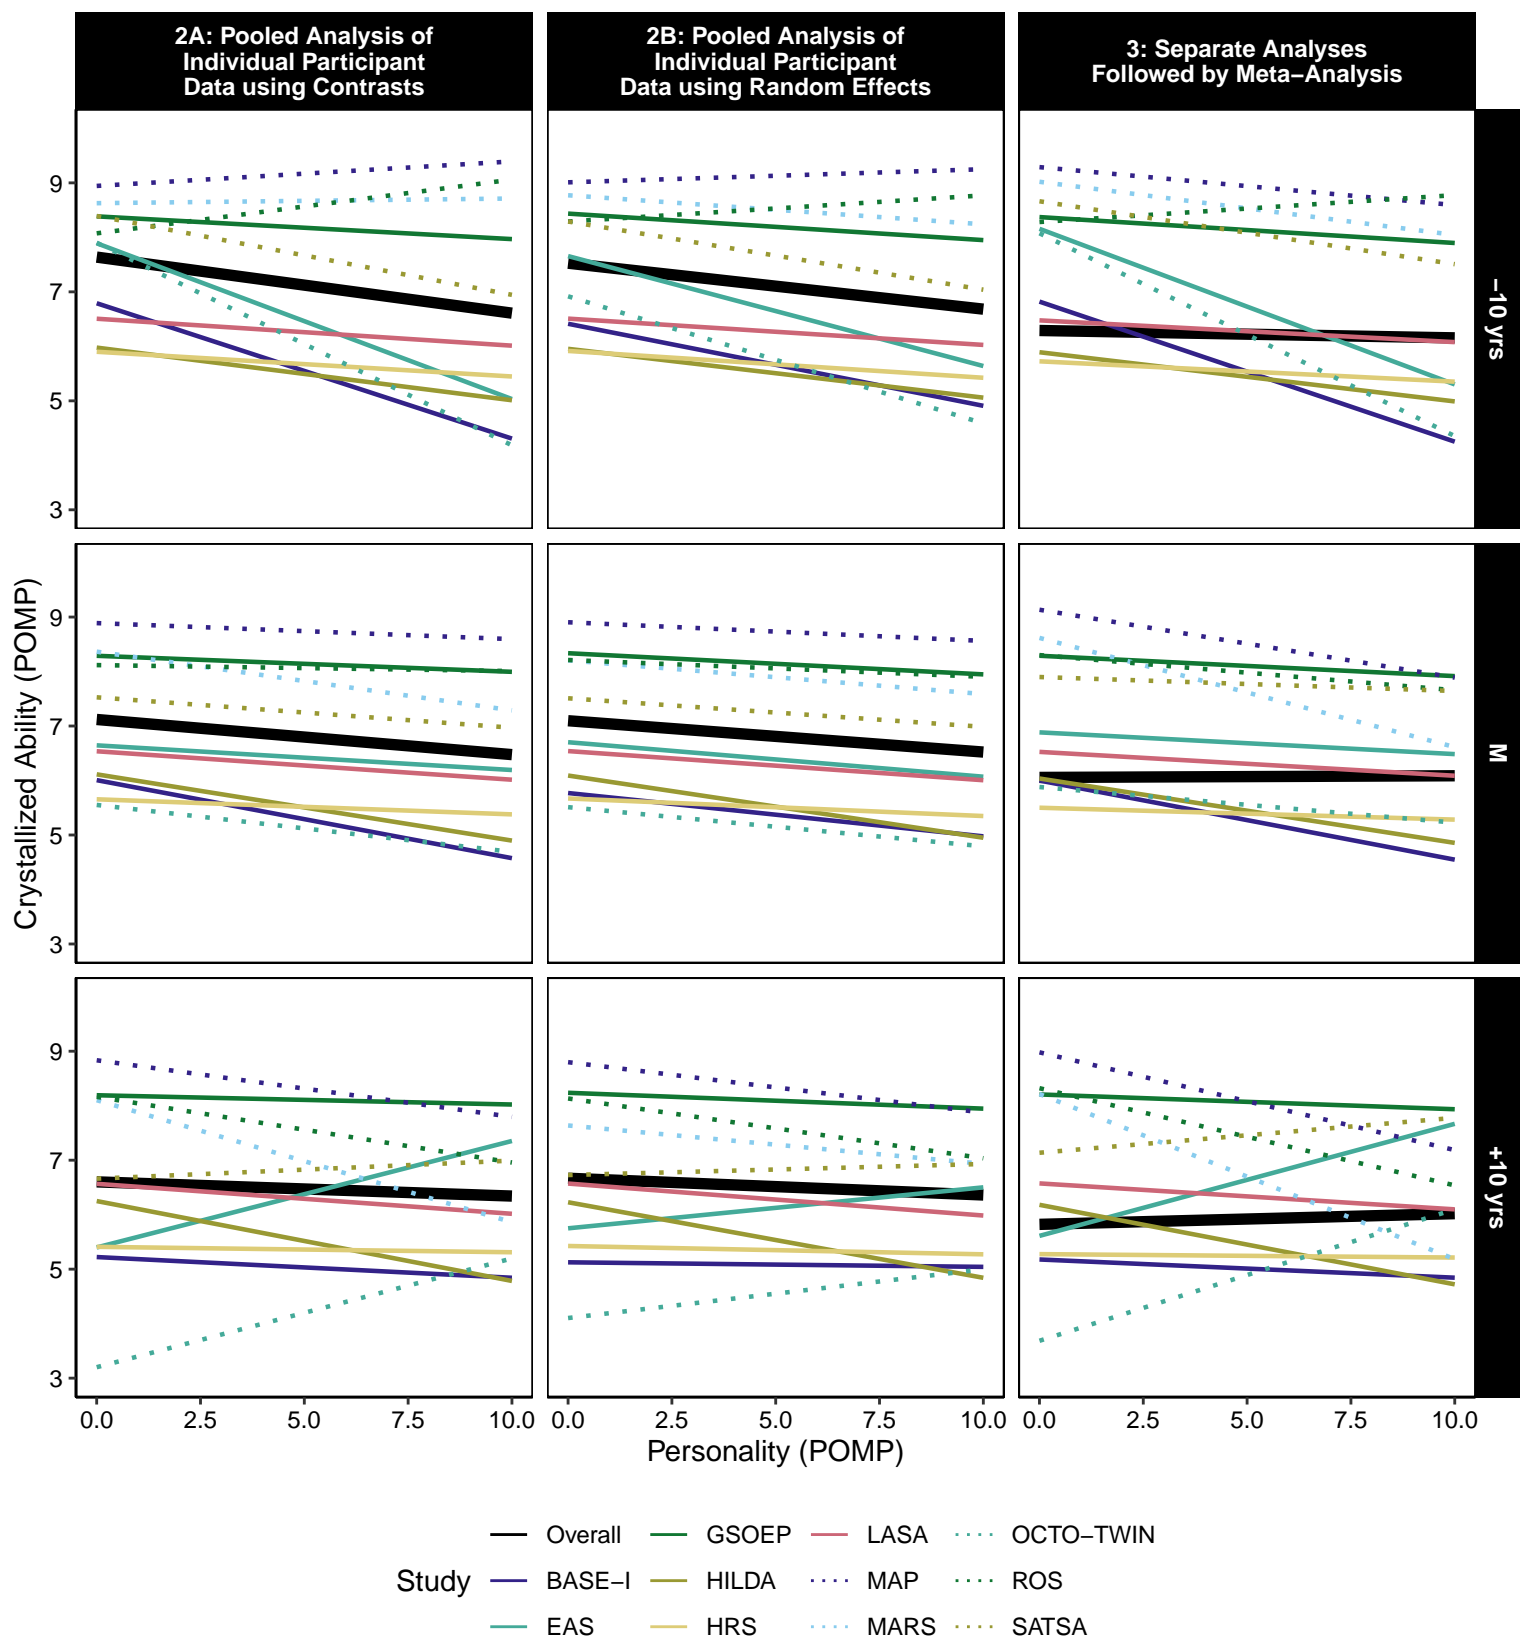 2A: Pooled Analysis of
Individual Participant
Data using Contrasts
2B: Pooled Analysis of
Individual Participant
Data using Random Effects
3: Separate Analyses
Followed by Meta−Analysis
9
7
5
3
−10 yrs
9
7
5
3
M
9
7
5
3
+10 yrs
Crystallized Ability (POMP)
0.0 2.5 5.0 7.5 10.0 0.0 2.5 5.0 7.5 10.0 0.0 2.5 5.0 7.5 10.0
Personality (POMP)
Study
Overall GSOEP LASA OCTO−TWIN
BASE−I HILDA MAP ROS
EAS HRS MARS SATSA